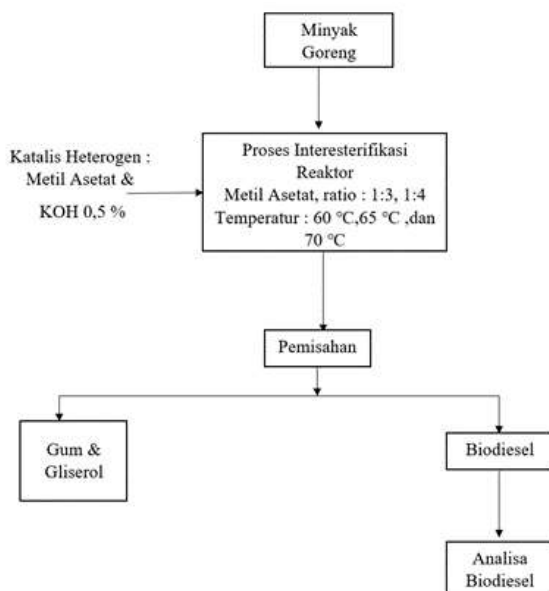 Minyak
Goreng
Katalis Heterogen :
Metil Asetat &
KOH 0,5 %
Proses Interesterifikasi
Reaktor
Metil Asetat, ratio : 1:3, 1:4
Temperatur : 60 °C,65 °C ,dan
70 °C
Pemisahan
Gum &
Gliserol
Biodiesel
Analisa
Biodiesel